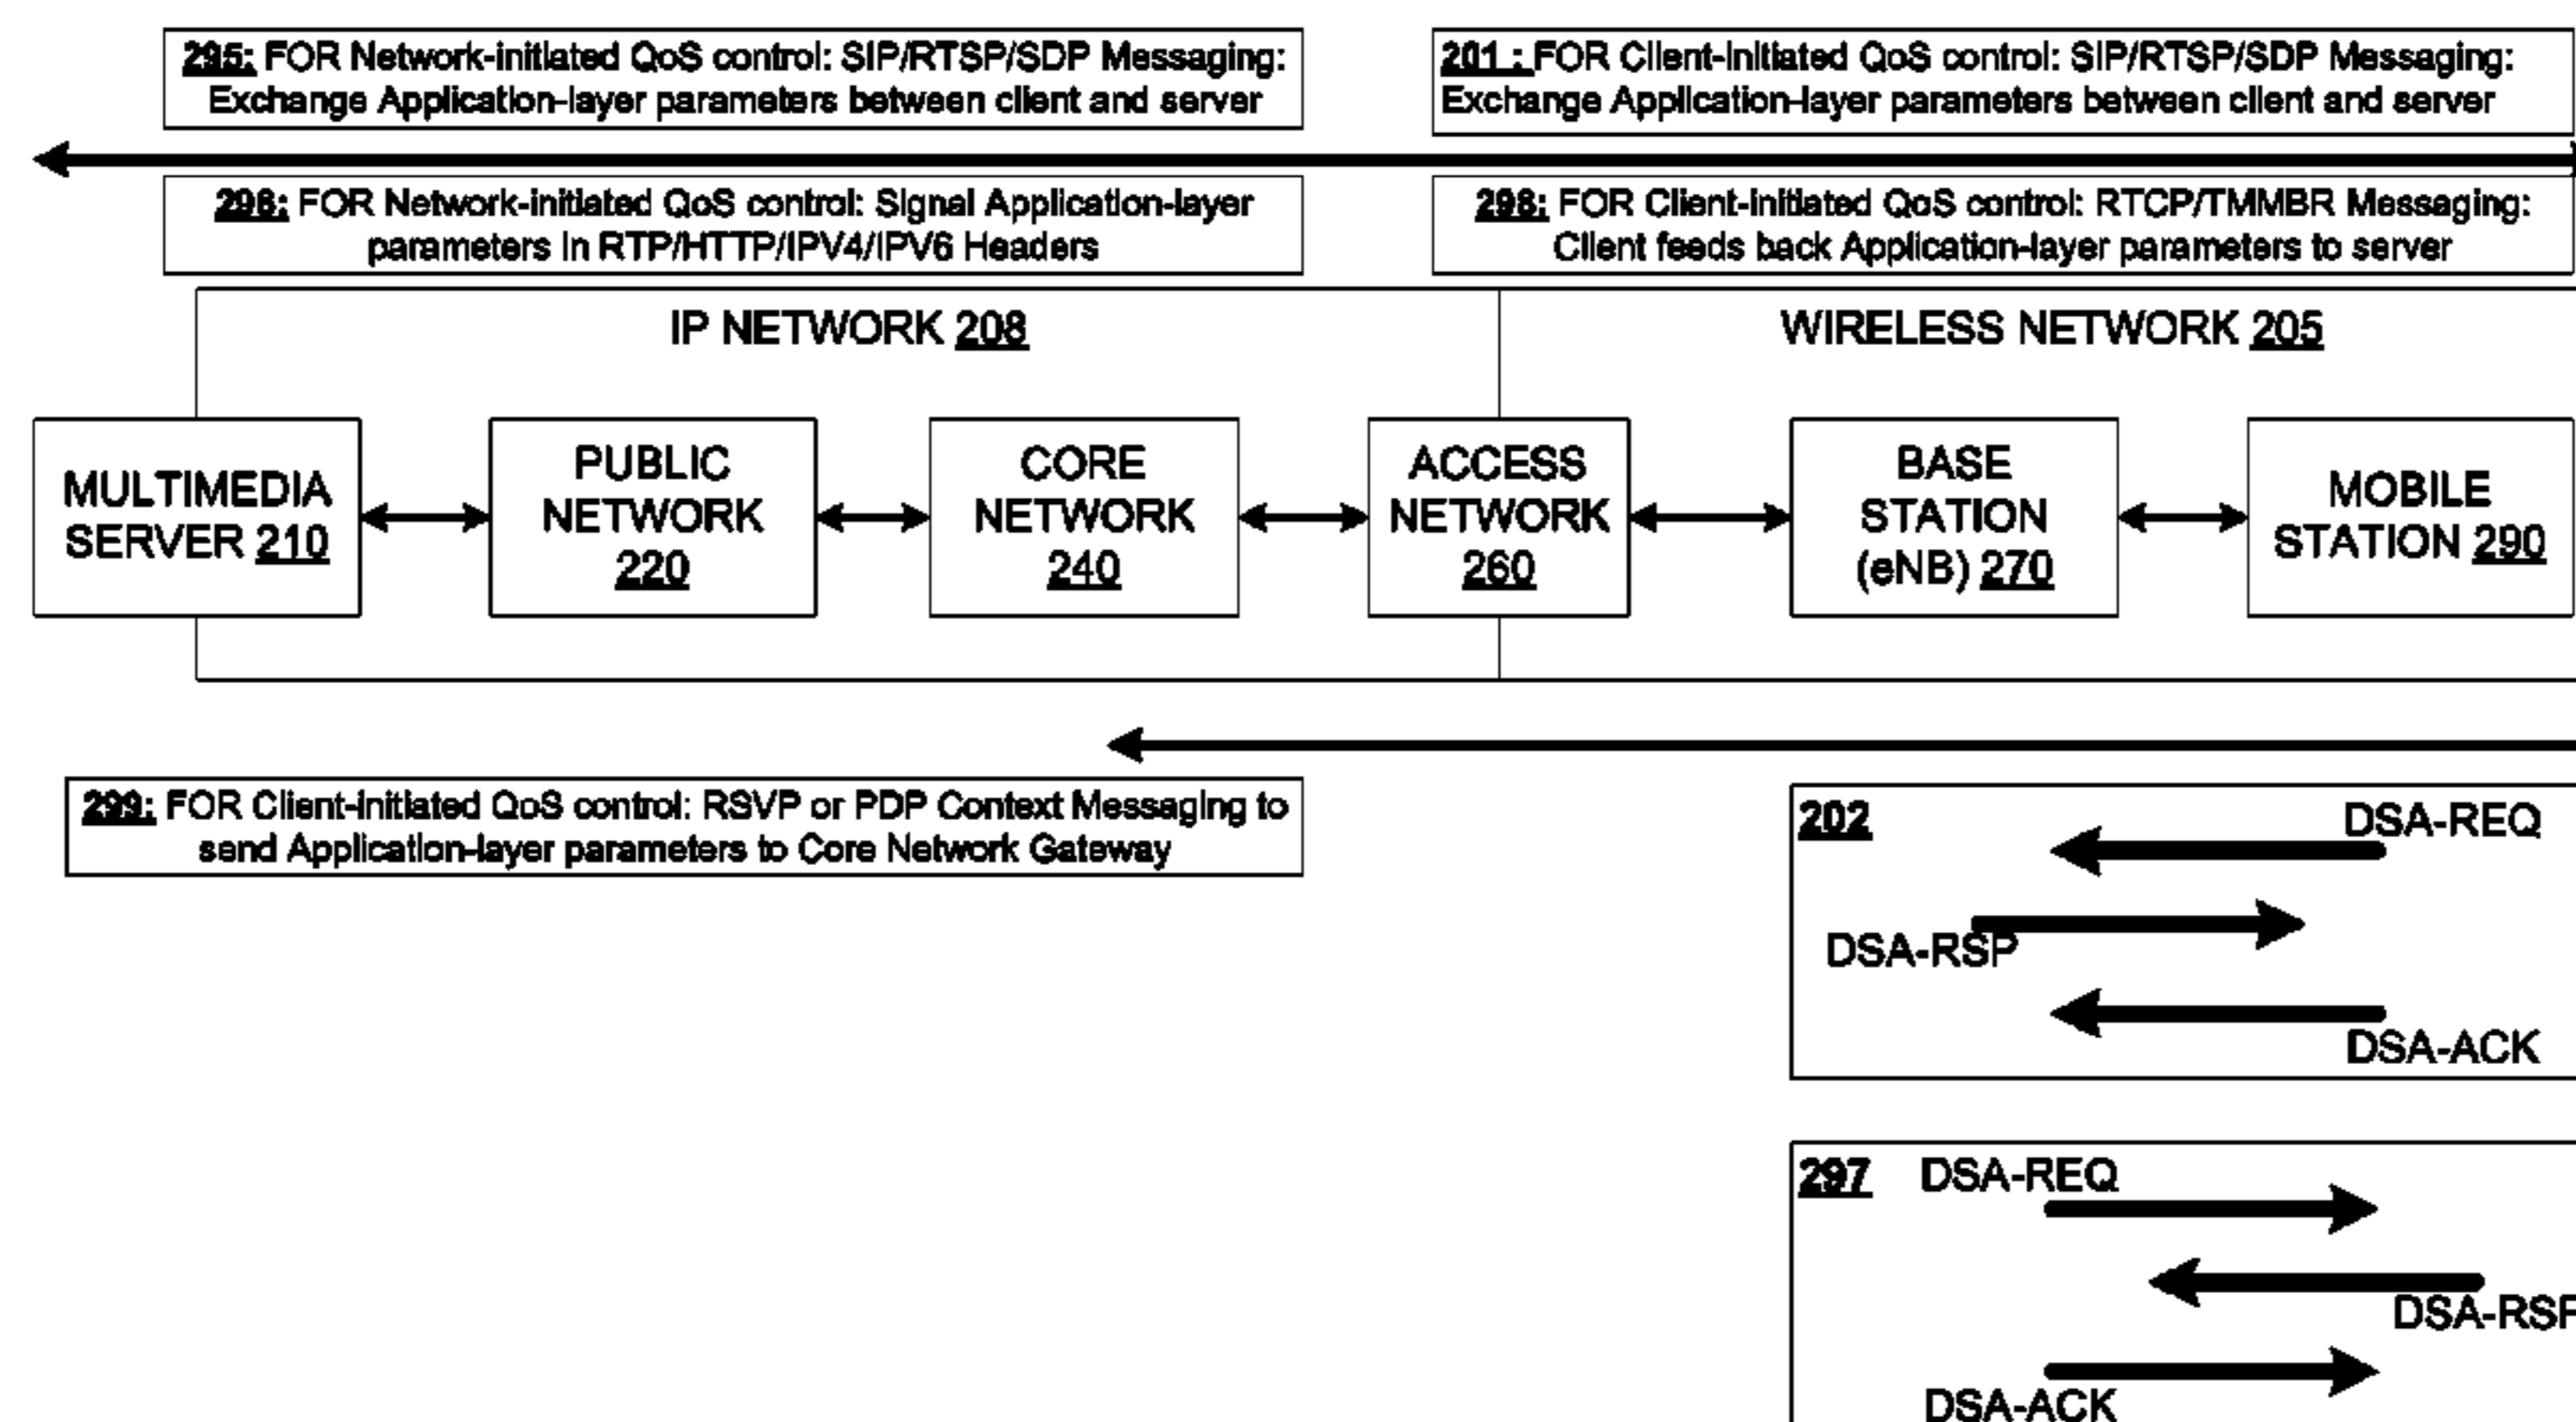 295: FOR Network-initiated QoS control: SIP/RTSP/SDP Messaging:
Exchange Application-layer parameters between client and server
201 : FOR Client-initiated QoS control: SIP/RTSP/SDP Messaging:
Exchange Application-layer parameters between client and server
296: FOR Network-initiated QoS control: Signal Application-layer
parameters in RTP/HTTP/IPV4/IPV6 Headers
298: FOR Client-initiated QoS control: RTCP/TMMBR Messaging:
Client feeds back Application-layer parameters to server
IP NETWORK 208
WIRELESS NETWORK 205
MULTIMEDIA
SERVER 210
PUBLIC
NETWORK
220
CORE
NETWORK
240
ACCESS
NETWORK
260
BASE
STATION
(eNB) 270
MOBILE
STATION 290
299: FOR Client-initiated QoS control: RSVP or PDP Context Messaging to
send Application-layer parameters to Core Network Gateway
202
DSA-REQ
DSA-RSP
DSA-ACK
297
DSA-REQ
DSA-RSP
DSA-ACK